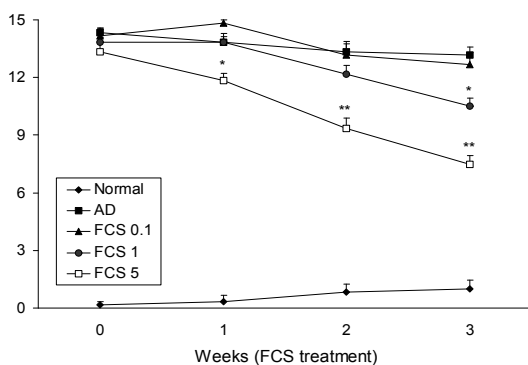 15
12
9
6
3
0
*
**
*
**
Normal
AD
FCS 0.1
FCS 1
FCS 5
0 1 2 3
Weeks (FCS treatment)